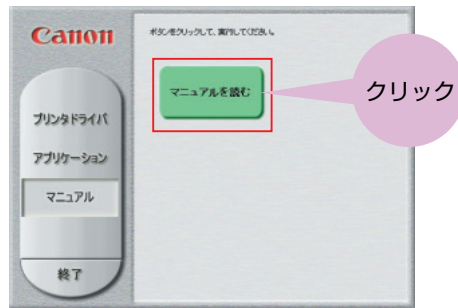 Canon
ボタンをクリックして、実行してください。
マニュアルを読む
クリック
プリンタドライバ
アプリケーション
マニュアル
終了